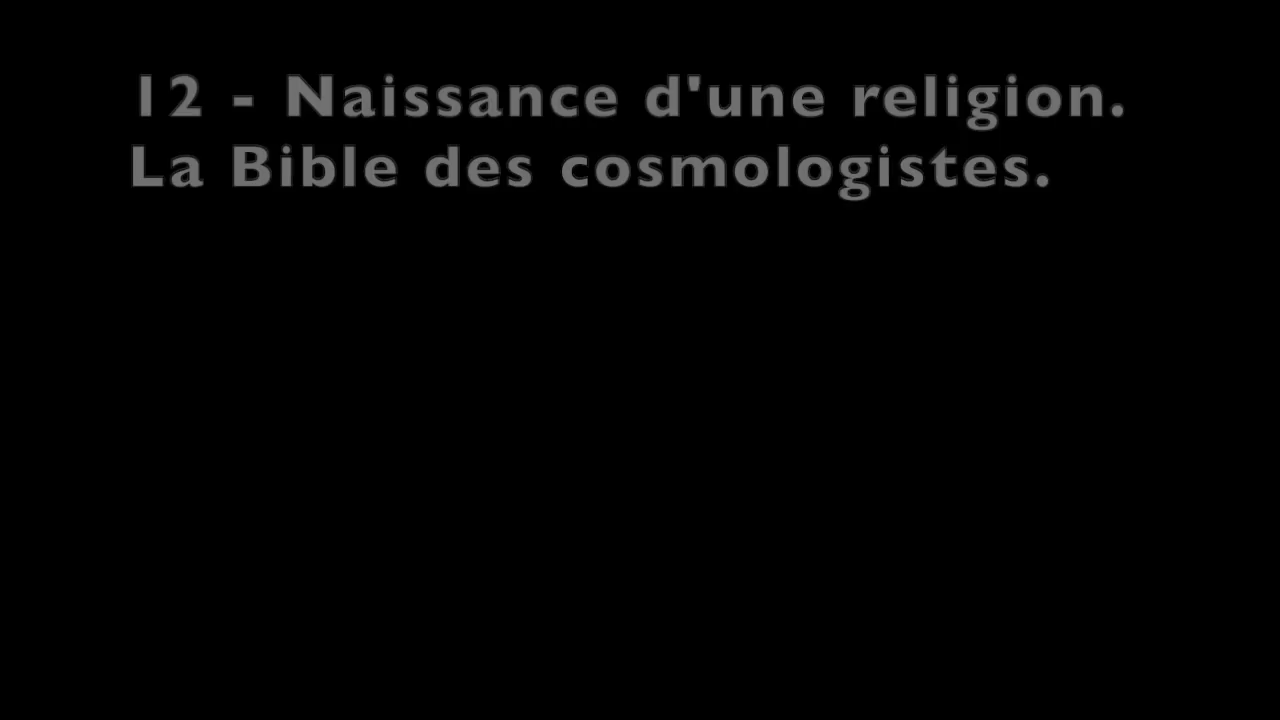 12 - Naissance d'une religion.
La Bible des cosmologistes.